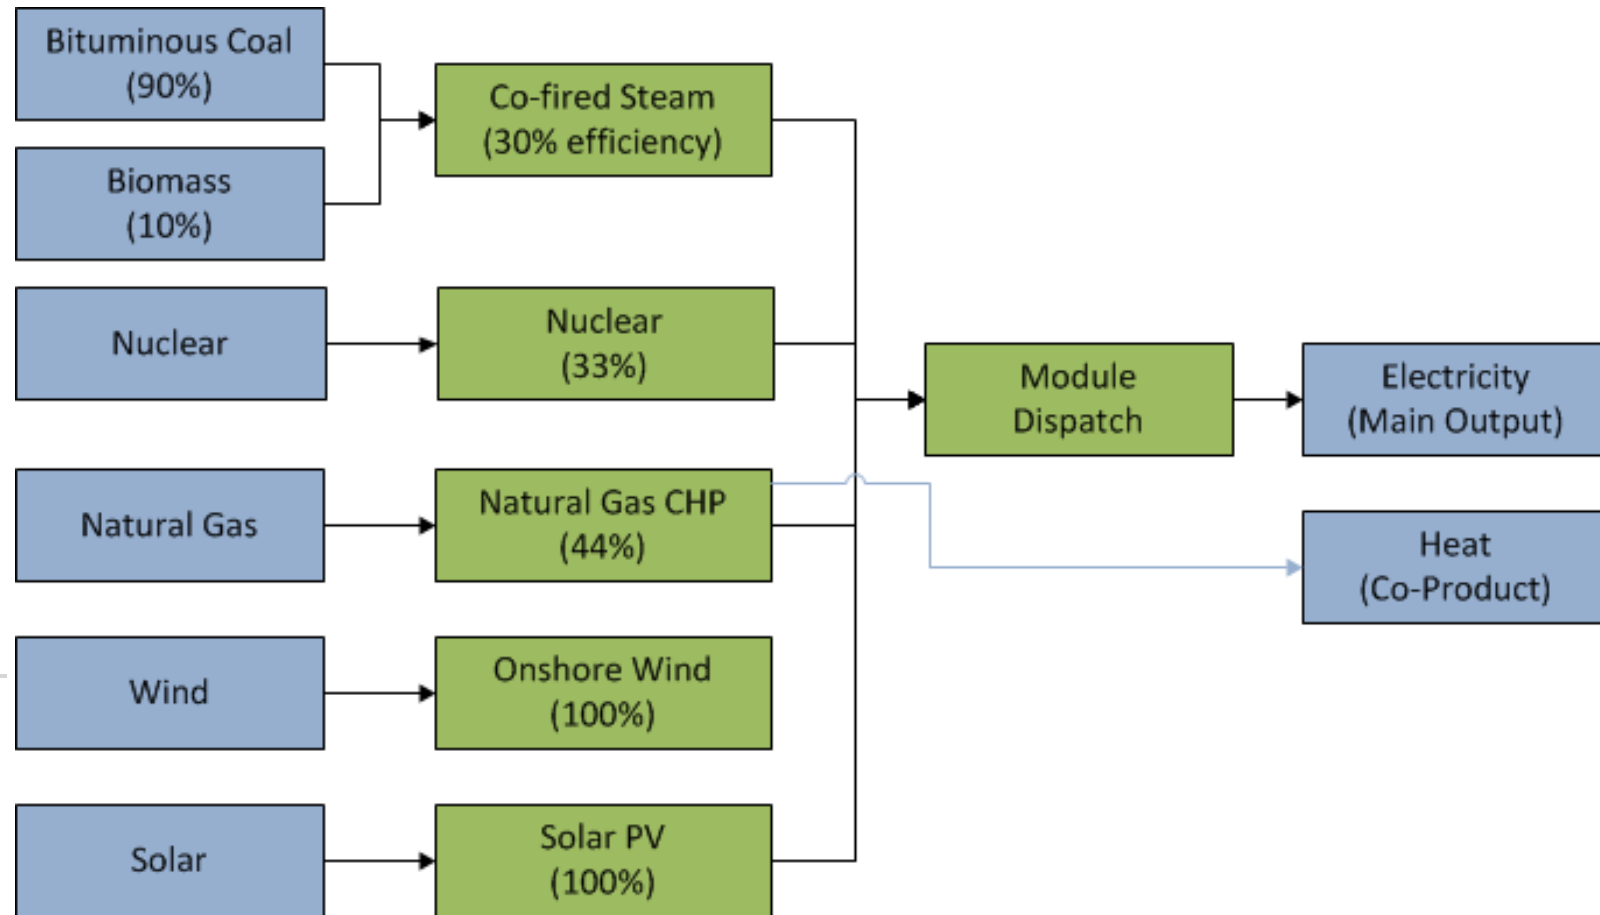 Bituminous Coal
(90%)
Co-fired Steam
(30% efficiency)
Biomass
(10%)
Nuclear
Nuclear
(33%)
Module
Dispatch
Electricity
(Main Output)
Natural Gas
Natural Gas CHP
(44%)
Heat
(Co-Product)
Wind
Onshore Wind
(100%)
Solar
Solar PV
(100%)